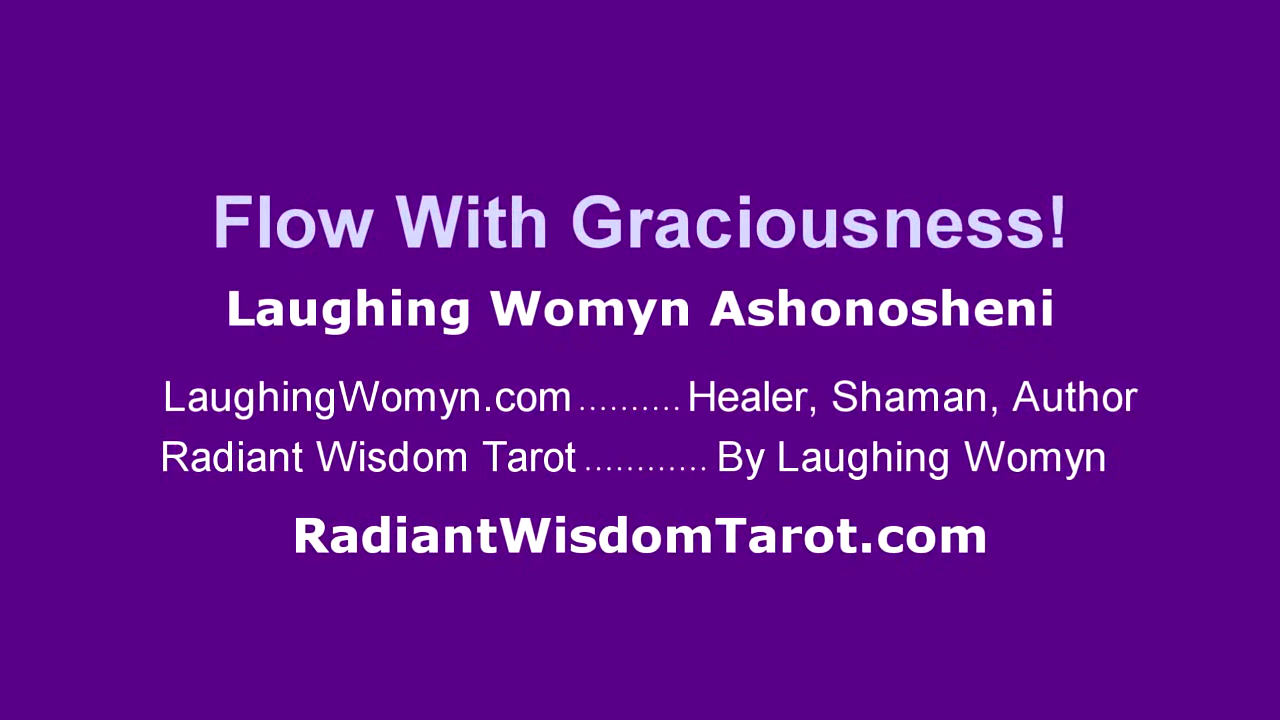 Flow With Graciousness!
Laughing Womyn Ashonosheni
LaughingWomyn.com .......... Healer, Shaman, Author
Radiant Wisdom Tarot ............ By Laughing Womyn
RadiantWisdomTarot.com